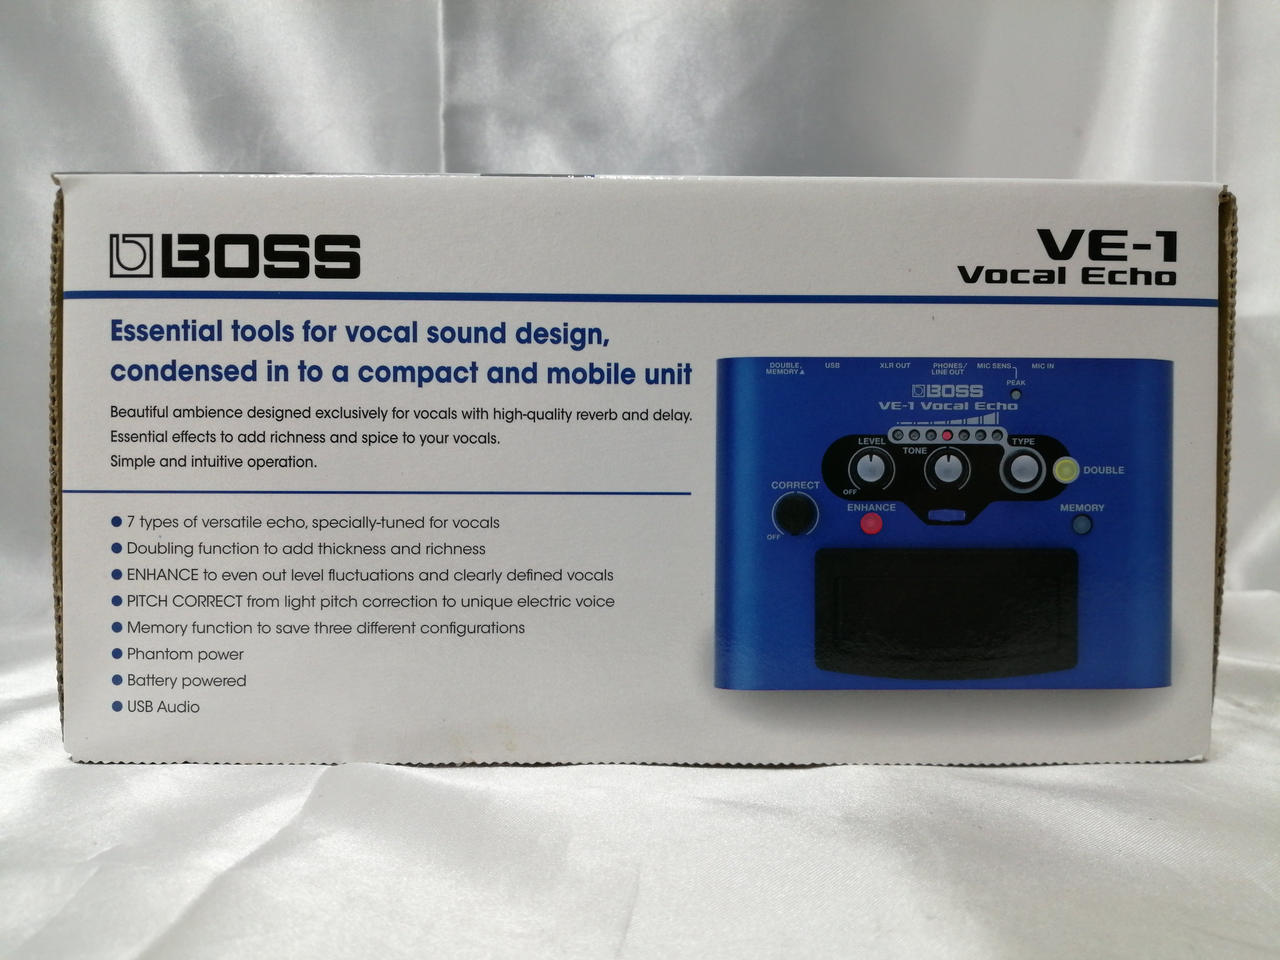 BOSS
VE-1
Vocal Echo
Essential tools for vocal sound design,
condensed in to a compact and mobile unit
Beautiful ambience designed exclusively for vocals with high-quality reverb and delay.
Essential effects to add richness and spice to your vocals.
Simple and intuitive operation.
● 7 types of versatile echo, specially-tuned for vocals
● Doubling function to add thickness and richness
● ENHANCE to even out level fluctuations and clearly defined vocals
● PITCH CORRECT from light pitch correction to unique electric voice
● Memory function to save three different configurations
● Phantom power
● Battery powered
● USB Audio
DOUBLE, MEMORY▲
USB
XLR OUT
PHONES/
LINE OUT
MIC SENS
MIC IN
PEAK
BOSS
VE-1 Vocal Echo
LEVEL
TONE
TYPE
OFF
DOUBLE
CORRECT
OFF
ENHANCE
MEMORY